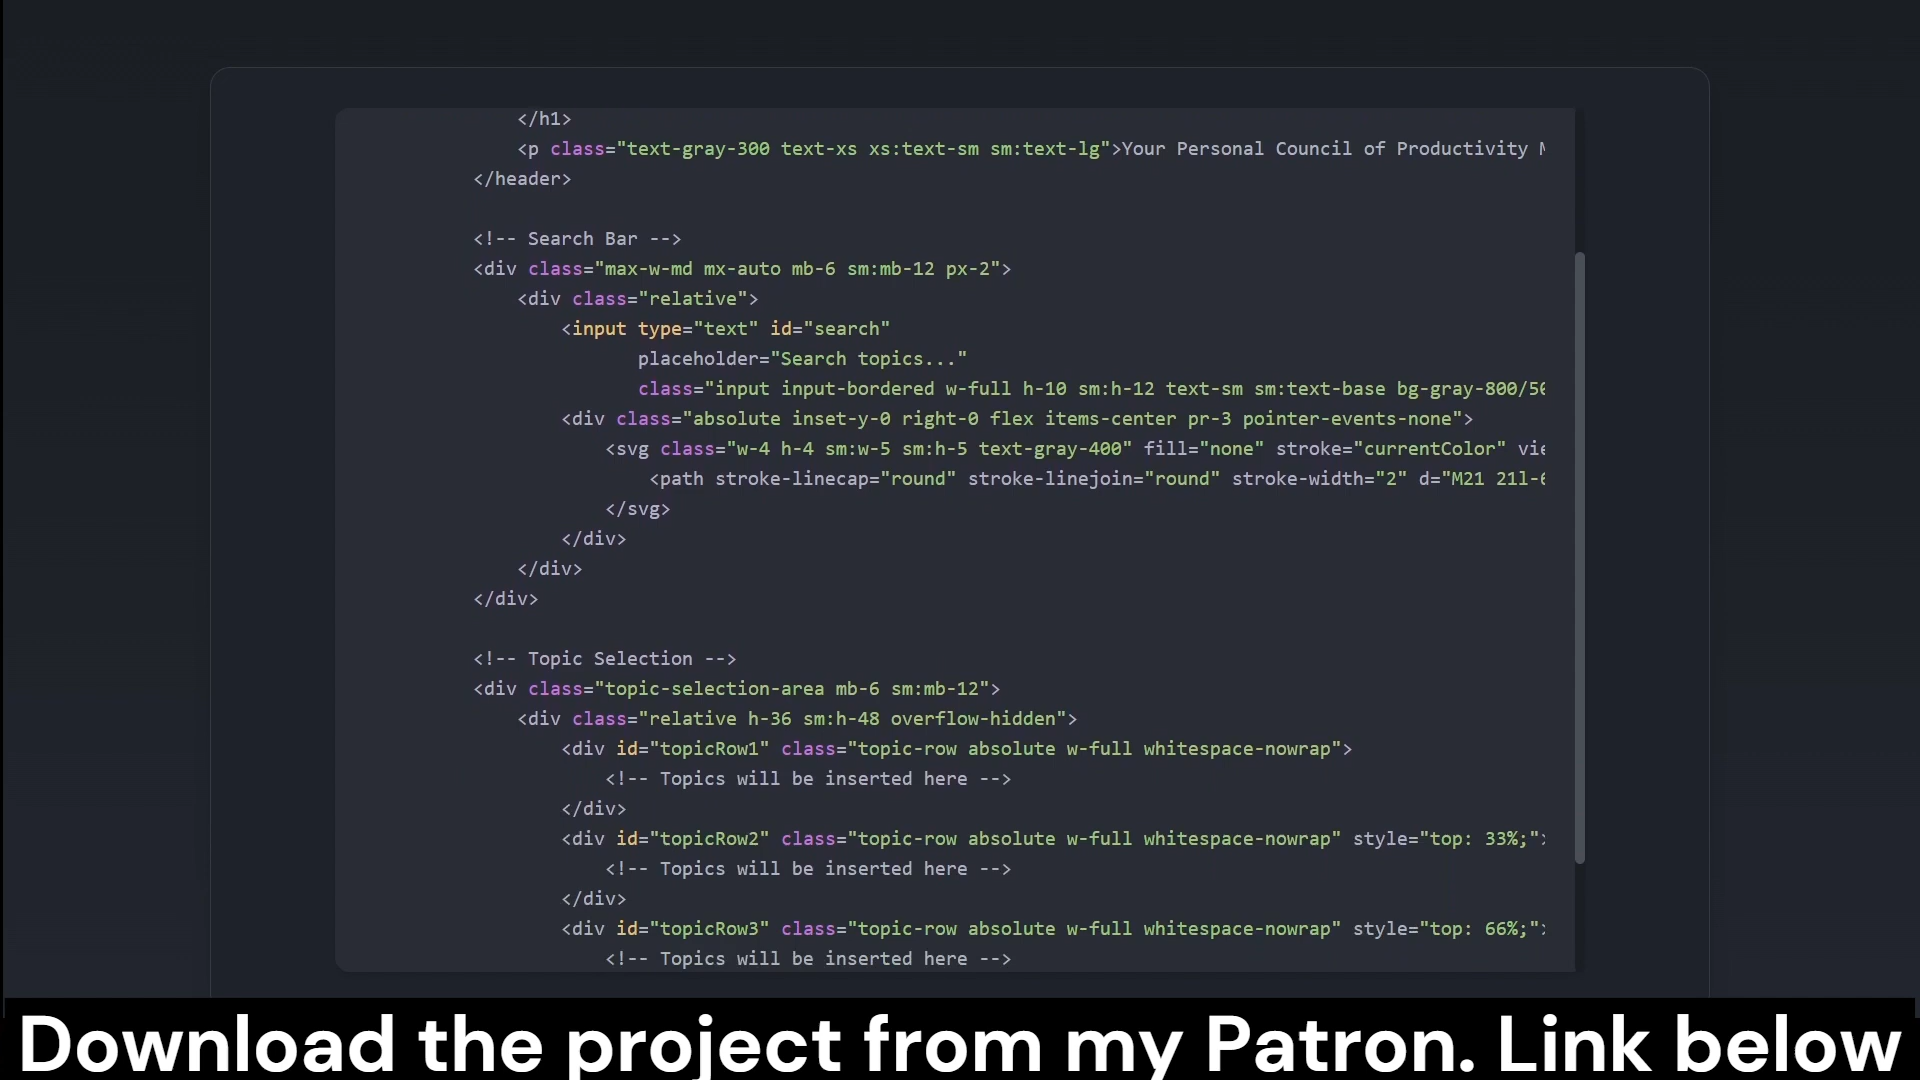 </h1>
<p class="text-gray-300 text-xs xs:text-sm sm:text-lg">Your Personal Council of Productivity
</header>
<!-- Search Bar -->
<div class="max-w-md mx-auto mb-6 sm:mb-12 px-2">
<div class="relative">
<input type="text" id="search"
placeholder="Search topics..."
class="input input-bordered w-full h-10 sm:h-12 text-sm sm:text-base bg-gray-800/50
<div class="absolute inset-y-0 right-0 flex items-center pr-3 pointer-events-none">
<svg class="w-4 h-4 sm:w-5 sm:h-5 text-gray-400" fill="none" stroke="currentColor" vie
<path stroke-linecap="round" stroke-linejoin="round" stroke-width="2" d="M21 21l-6
</svg>
</div>
</div>
</div>
<!-- Topic Selection -->
<div class="topic-selection-area mb-6 sm:mb-12">
<div class="relative h-36 sm:h-48 overflow-hidden">
<div id="topicRow1" class="topic-row absolute w-full whitespace-nowrap">
<!-- Topics will be inserted here -->
</div>
<div id="topicRow2" class="topic-row absolute w-full whitespace-nowrap" style="top: 33%;">
<!-- Topics will be inserted here -->
</div>
<div id="topicRow3" class="topic-row absolute w-full whitespace-nowrap" style="top: 66%;">
<!-- Topics will be inserted here -->
Download the project from my Patron. Link below